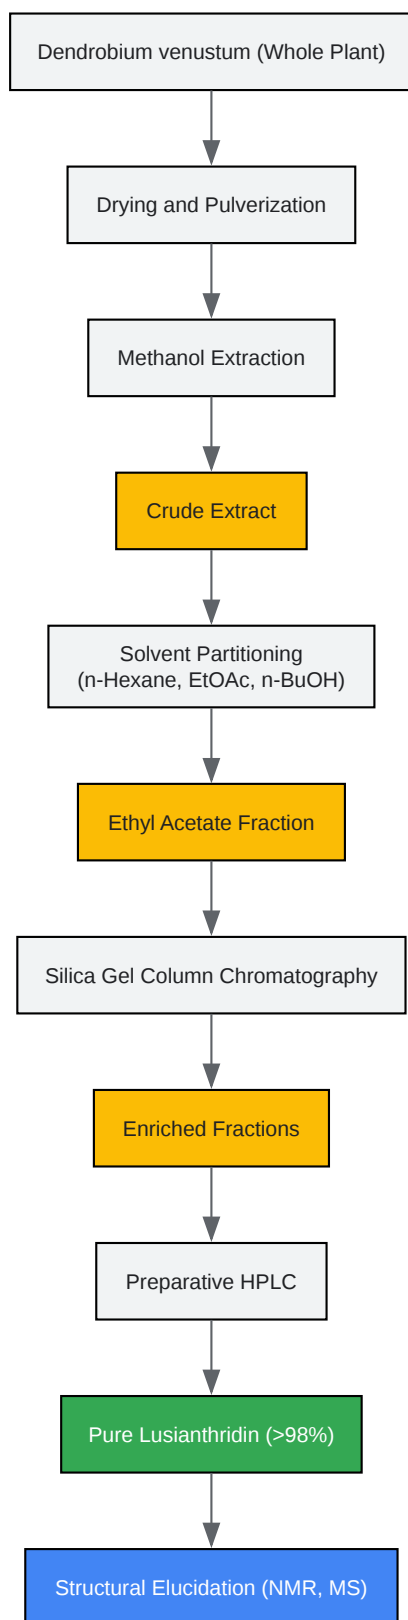 Dendrobium venustum (Whole Plant)
Drying and Pulverization
Methanol Extraction
Crude Extract
Solvent Partitioning
(n-Hexane, EtOAc, n-BuOH)
Ethyl Acetate Fraction
Silica Gel Column Chromatography
Enriched Fractions
Preparative HPLC
Pure Lusianthridin (>98%)
Structural Elucidation (NMR, MS)